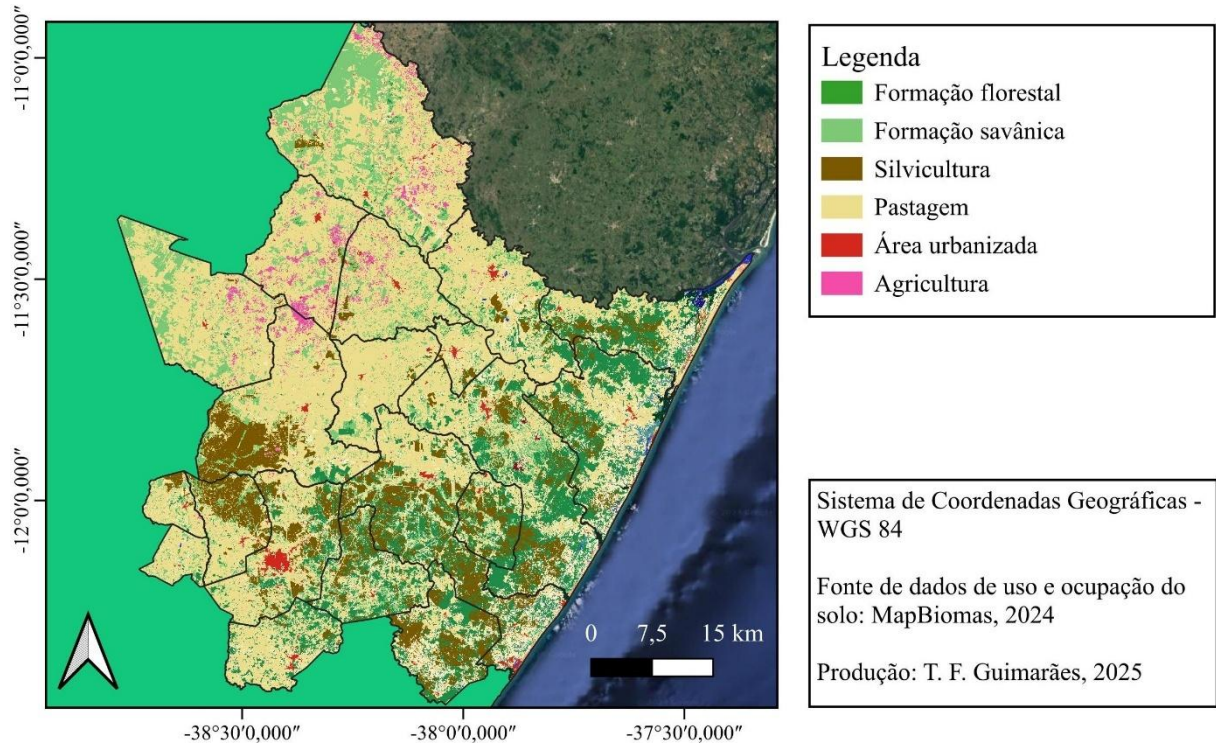 -11°0'0,000"
-11°30'0,000"
-12°0'0,000"
-38°30'0,000"
-38°0'0,000"
-37°30'0,000"
0 7,5 15 km
Legenda
Formação florestal
Formação savânica
Silvicultura
Pastagem
Área urbanizada
Agricultura
Sistema de Coordenadas Geográficas -
WGS 84
Fonte de dados de uso e ocupação do
solo: MapBiomas, 2024
Produção: T. F. Guimarães, 2025